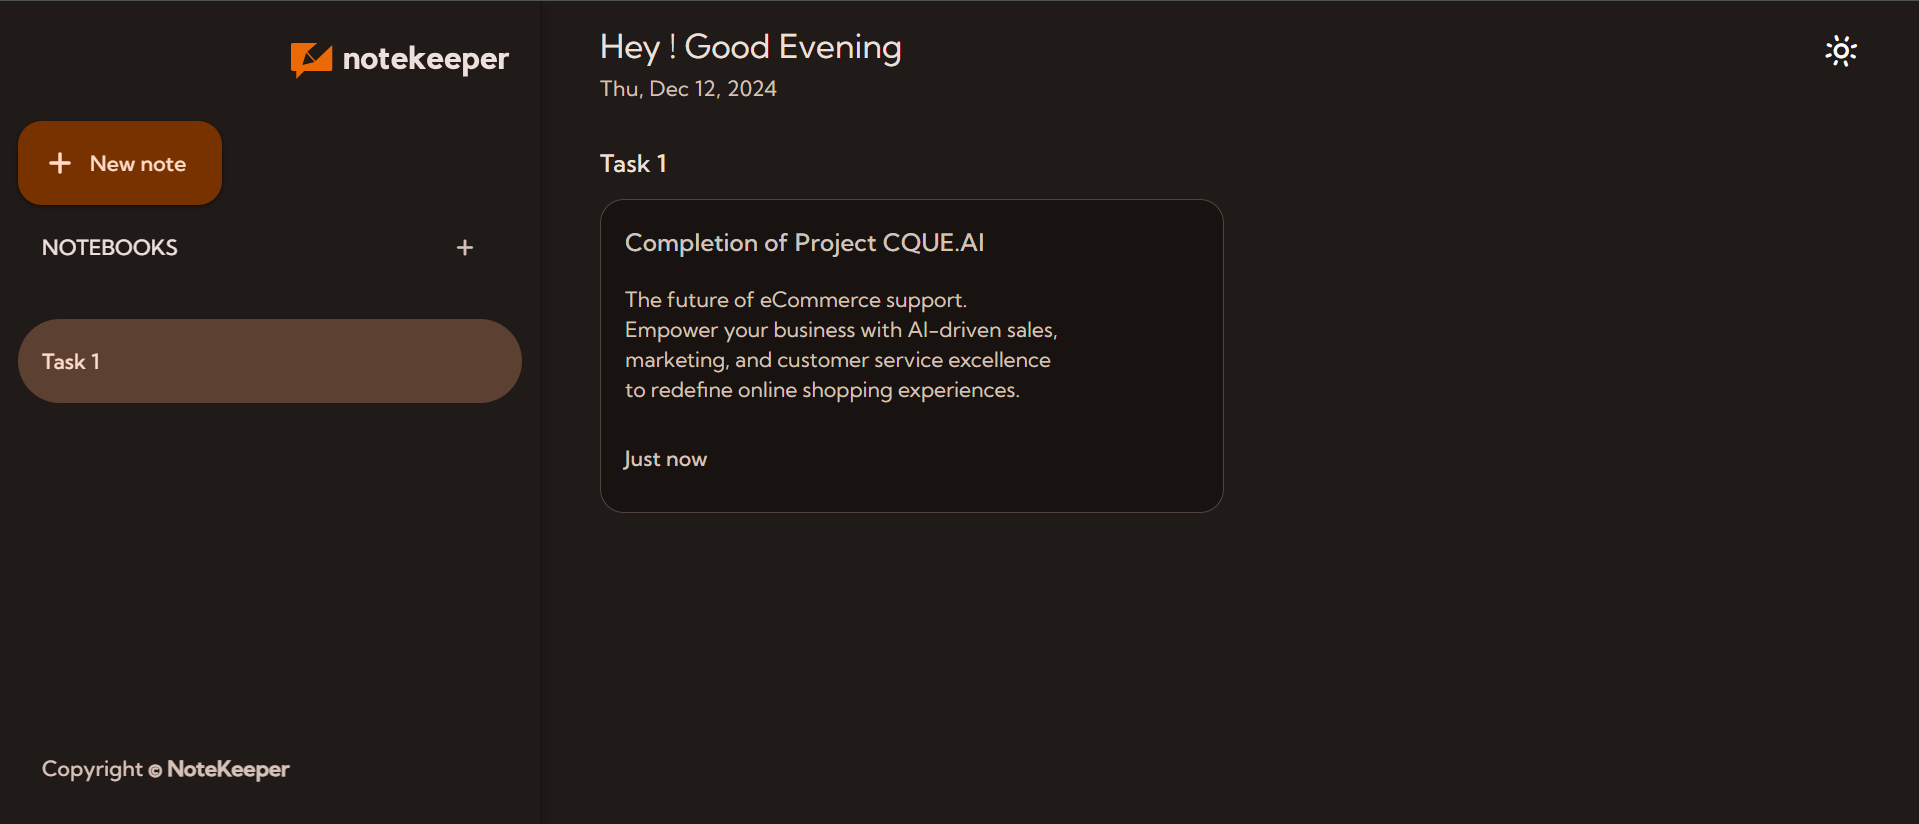 notekeeper
New note
NOTEBOOKS
Task 1
Copyright © NoteKeeper
Hey ! Good Evening
Thu, Dec 12, 2024
Task 1
Completion of Project CQUE.AI
The future of eCommerce support.
Empower your business with AI-driven sales,
marketing, and customer service excellence
to redefine online shopping experiences.
Just now